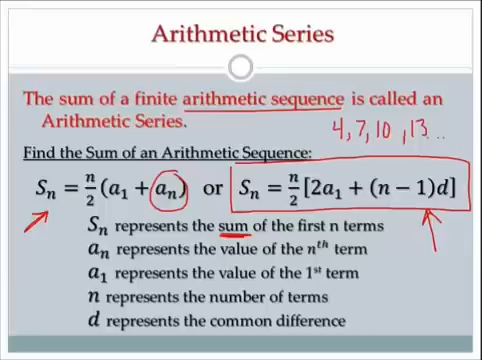 Arithmetic Series
The sum of a finite arithmetic sequence is called an
Arithmetic Series.
4, 7, 10, 13...
Find the Sum of an Arithmetic Sequence:
Sₙ = n/2 (a₁ + aₙ) or Sₙ = n/2 [2a₁ + (n − 1)d]
Sₙ represents the sum of the first n terms
aₙ represents the value of the nᵗʰ term
a₁ represents the value of the 1ˢᵗ term
n represents the number of terms
d represents the common difference